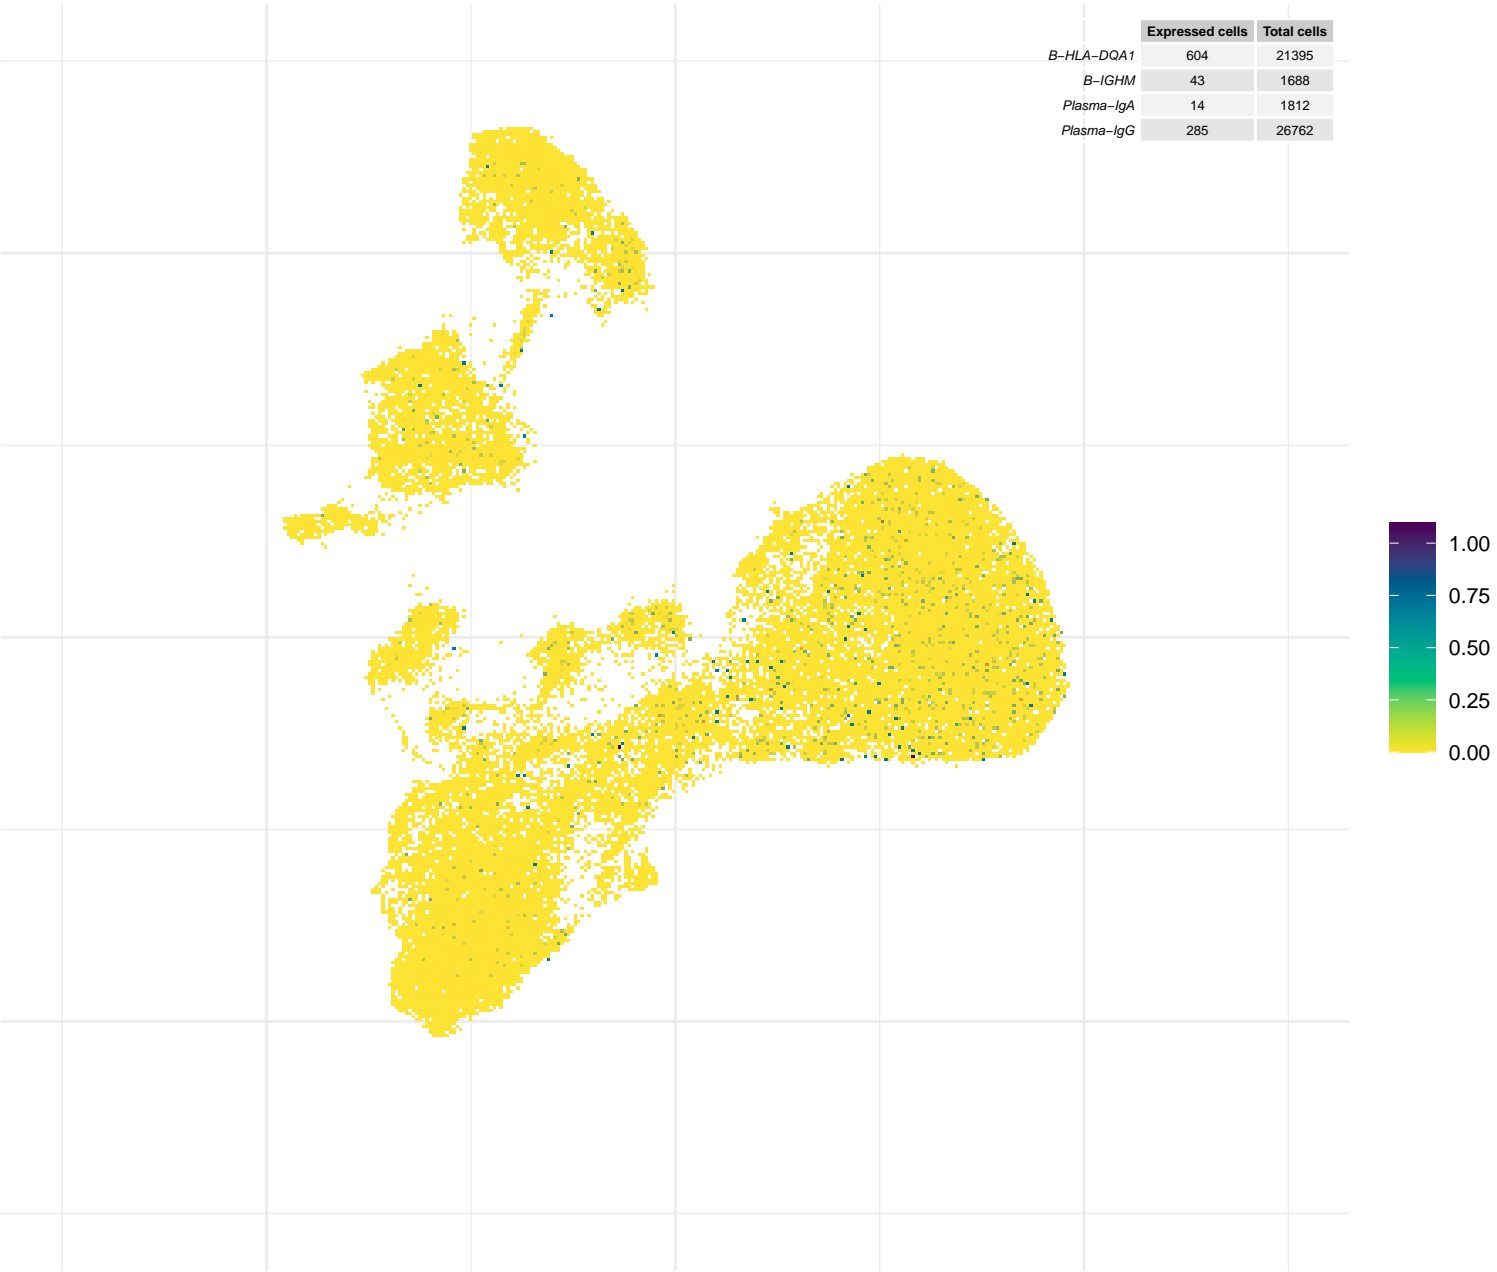 Expressed cells Total cells
B−HLA−DQA1 604 21395
B−IGHM 43 1688
Plasma−IgA 14 1812
Plasma−IgG 285 26762
1.00
0.75
0.50
0.25
0.00